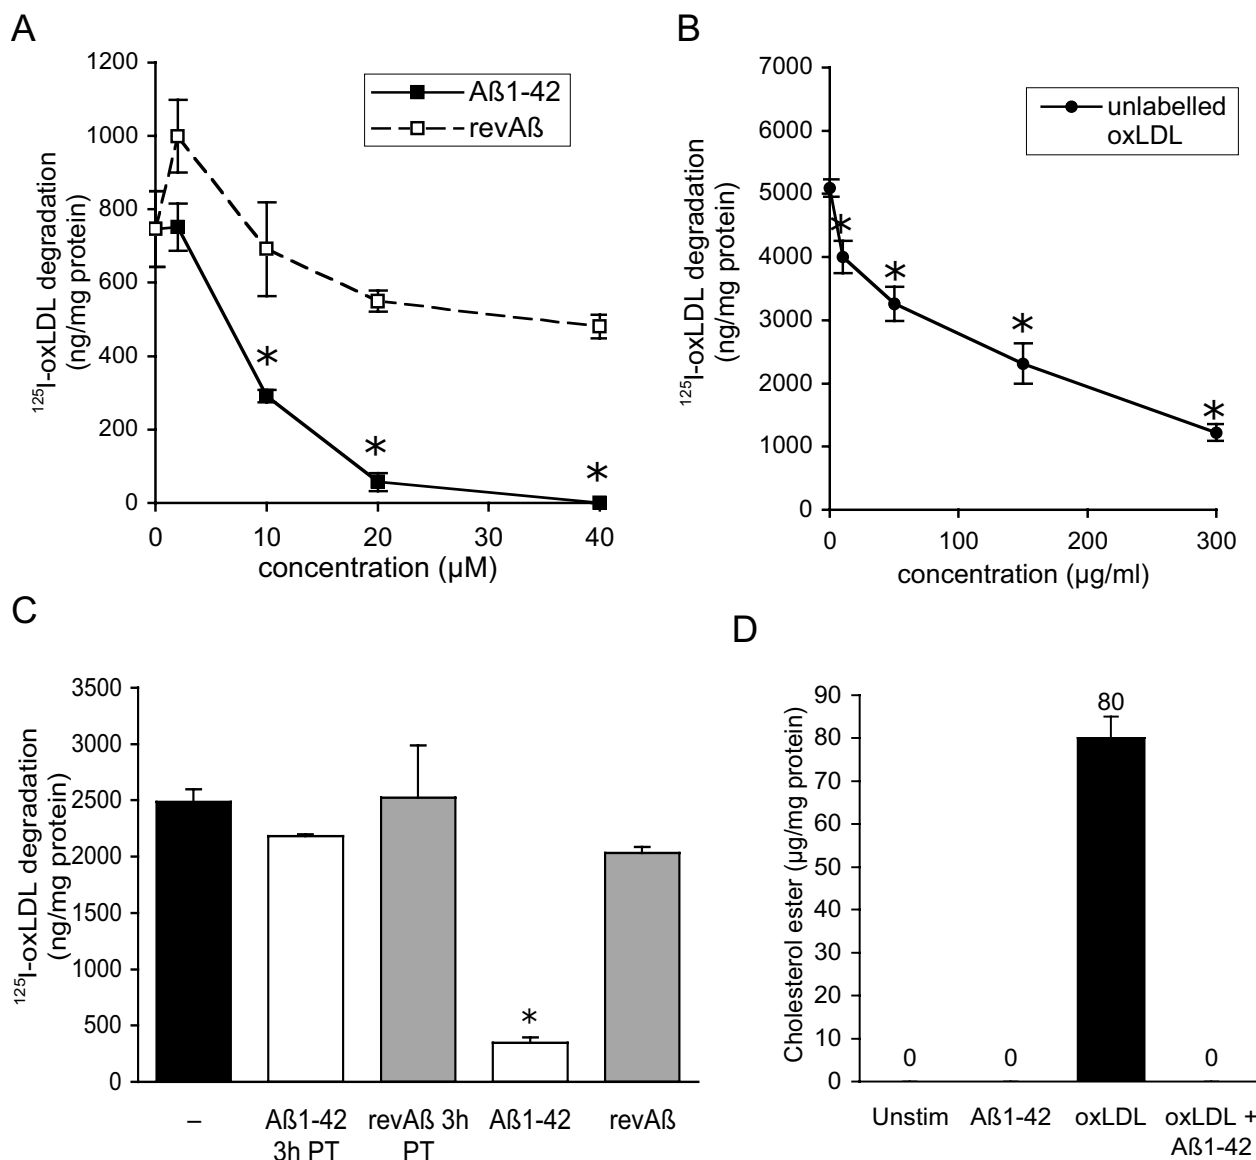 A
1200
1000
800
600
400
200
0
¹²⁵I-oxLDL degradation
(ng/mg protein)
Aß1-42
revAß
*
*
*
0
10
20
30
40
concentration (µM)
B
7000
6000
5000
4000
3000
2000
1000
0
¹²⁵I-oxLDL degradation
(ng/mg protein)
unlabelled
oxLDL
*
*
*
*
0
100
200
300
concentration (µg/ml)
C
3500
3000
2500
2000
1500
1000
500
0
¹²⁵I-oxLDL degradation
(ng/mg protein)
*
–
Aß1-42
3h PT
revAß 3h
PT
Aß1-42
revAß
D
90
80
70
60
50
40
30
20
10
0
Cholesterol ester (µg/mg protein)
0
0
80
0
Unstim
Aß1-42
oxLDL
oxLDL +
Aß1-42